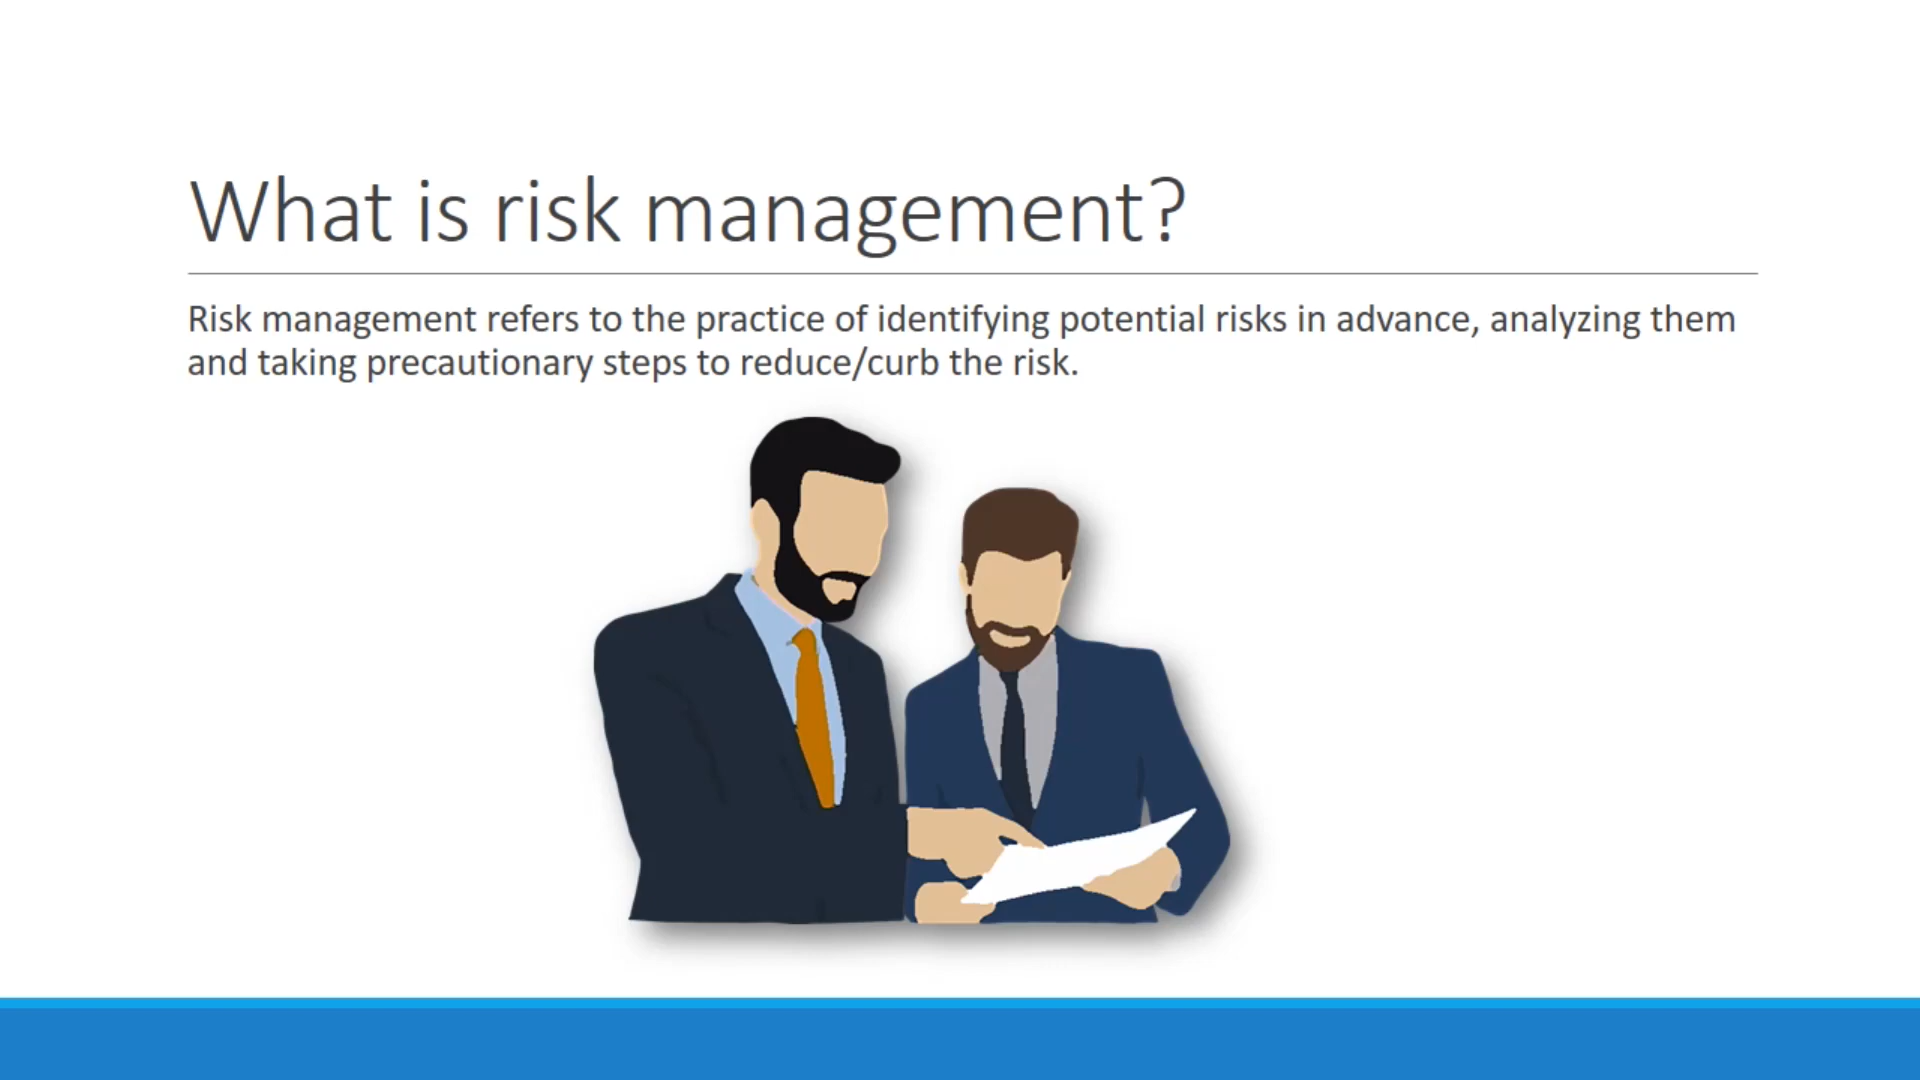 What is risk management?
Risk management refers to the practice of identifying potential risks in advance, analyzing them
and taking precautionary steps to reduce/curb the risk.